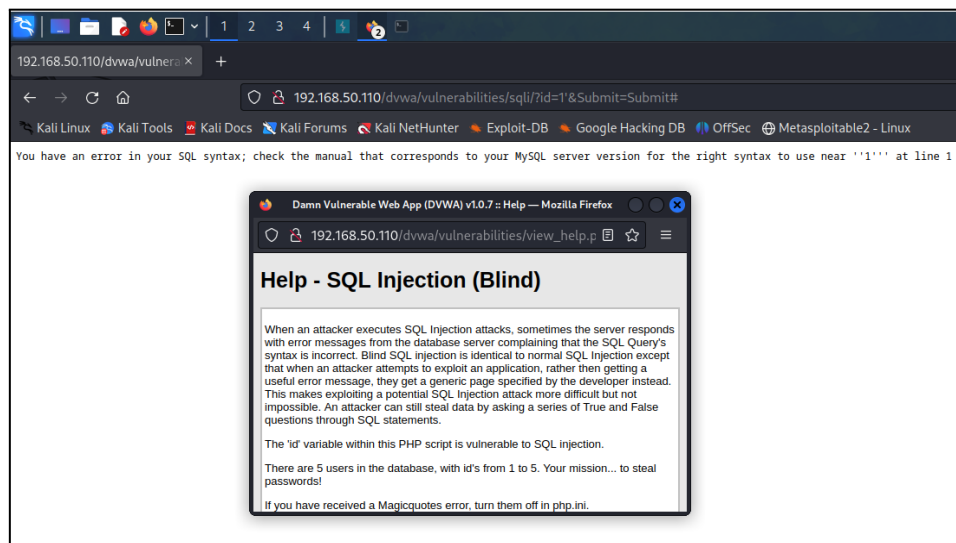 1 2 3 4 2
192.168.50.110/dvwa/vulnera × +
192.168.50.110/dvwa/vulnerabilities/sqli/?id=1'&Submit=Submit#
Kali Linux Kali Tools Kali Docs Kali Forums Kali NetHunter Exploit-DB Google Hacking DB OffSec Metasploitable2 - Linux
You have an error in your SQL syntax; check the manual that corresponds to your MySQL server version for the right syntax to use near ''1''' at line 1
Damn Vulnerable Web App (DVWA) v1.0.7 :: Help — Mozilla Firefox
192.168.50.110/dvwa/vulnerabilities/view_help.p
Help - SQL Injection (Blind)
When an attacker executes SQL Injection attacks, sometimes the server responds
with error messages from the database server complaining that the SQL Query's
syntax is incorrect. Blind SQL injection is identical to normal SQL Injection except
that when an attacker attempts to exploit an application, rather then getting a
useful error message, they get a generic page specified by the developer instead.
This makes exploiting a potential SQL Injection attack more difficult but not
impossible. An attacker can still steal data by asking a series of True and False
questions through SQL statements.
The 'id' variable within this PHP script is vulnerable to SQL injection.
There are 5 users in the database, with id's from 1 to 5. Your mission... to steal
passwords!
If you have received a Magicquotes error, turn them off in php.ini.